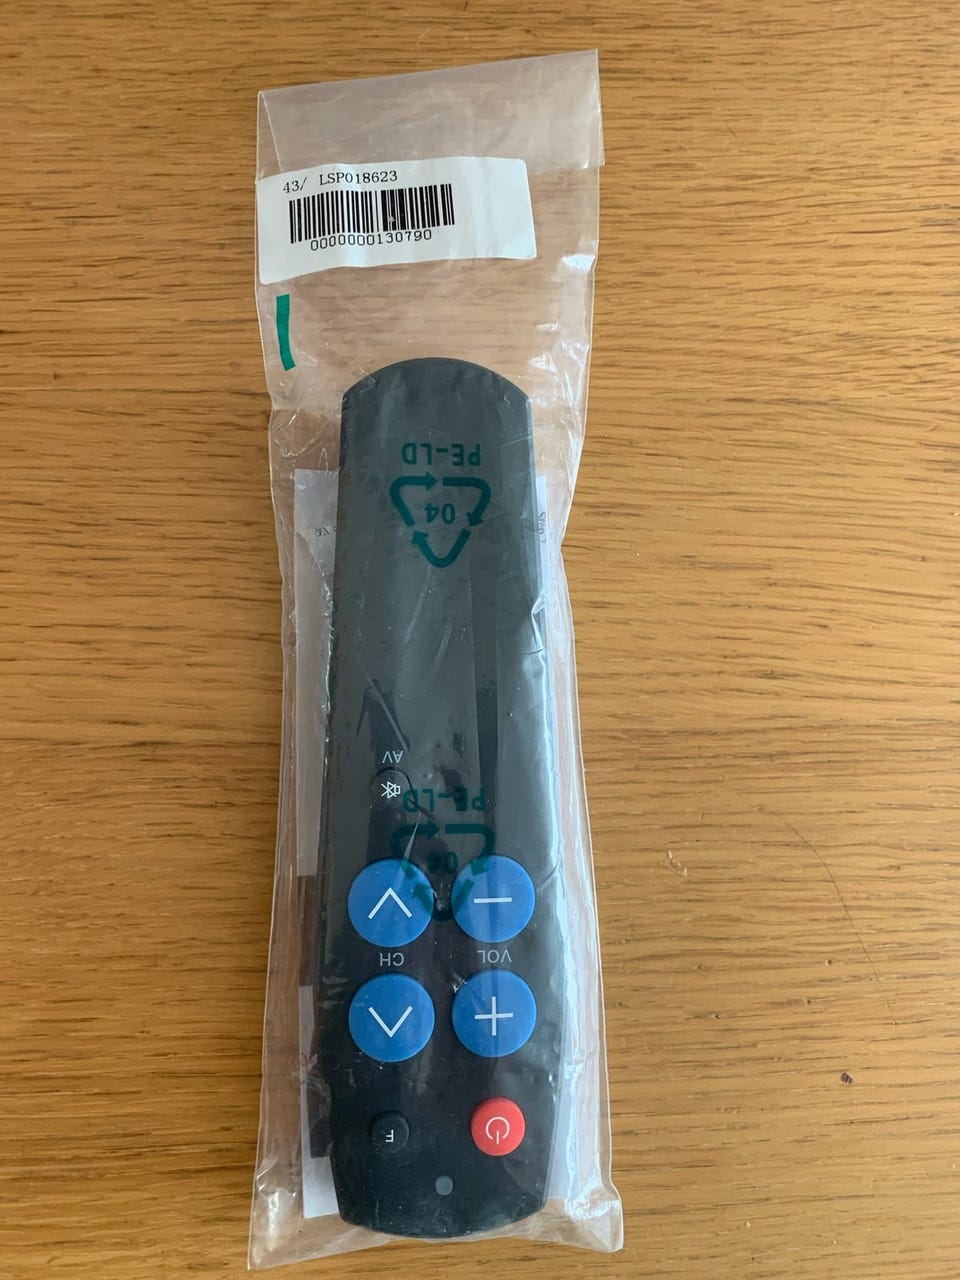 43/ LSP018623
0000000130790
PE-LD
04
AV
PE-LD
04
CH
VOL
F